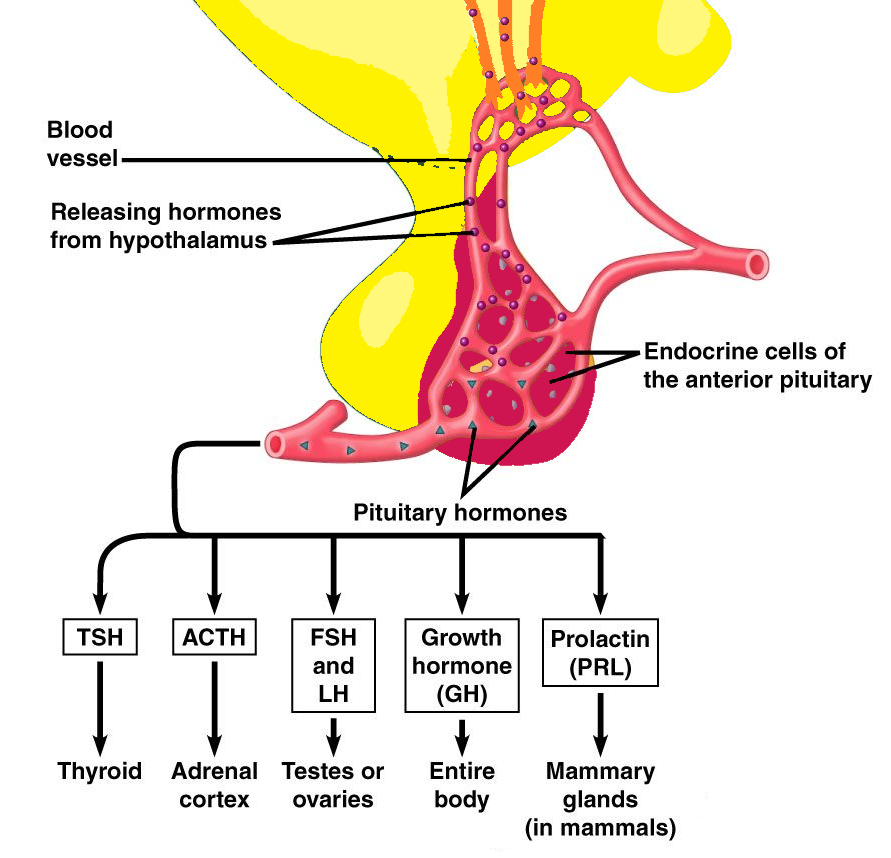 Blood
vessel
Releasing hormones
from hypothalamus
Endocrine cells of
the anterior pituitary
Pituitary hormones
TSH
ACTH
FSH
and
LH
Growth
hormone
(GH)
Prolactin
(PRL)
Thyroid
Adrenal
cortex
Testes or
ovaries
Entire
body
Mammary
glands
(in mammals)